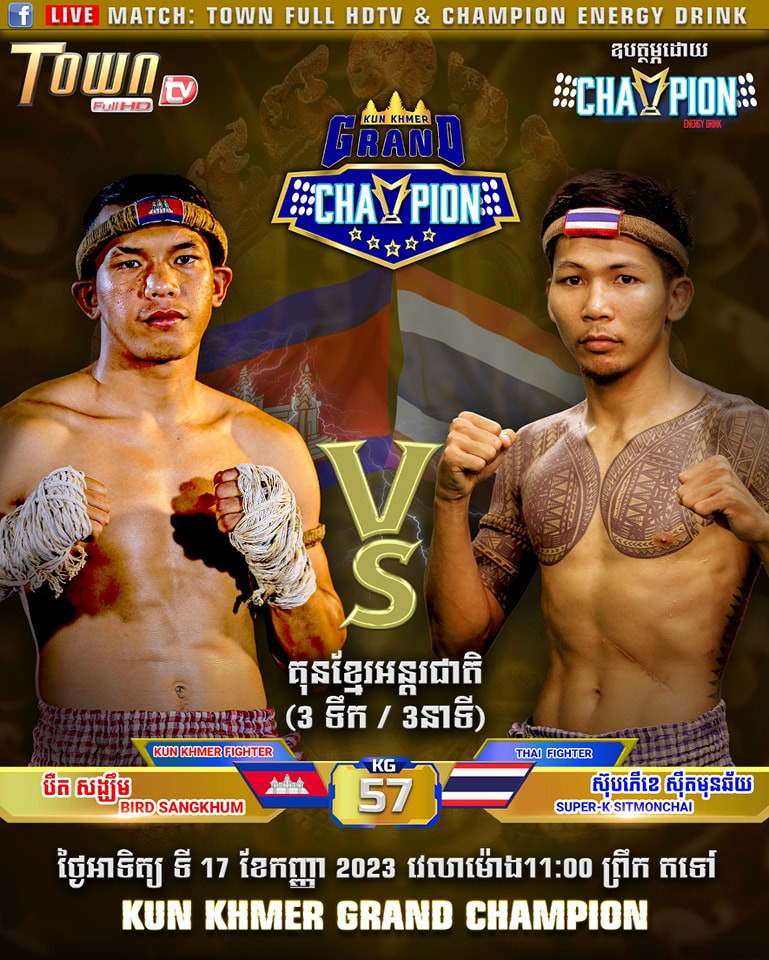 LIVE MATCH: TOWN FULL HDTV & CHAMPION ENERGY DRINK
TOWN tv
Full HD
ឧបត្ថម្ភដោយ
CHAMPION
ENERGY DRINK
KUN KHMER
GRAND
CHAMPION
VS
គុនខ្មែរអន្តរជាតិ
(3 ទឹក / 3នាទី)
KUN KHMER FIGHTER
THAI FIGHTER
KG
57
ប៊ឺត សង្ឃឹម
BIRD SANGKHUM
ស៊ុបភើខេ ស៊ឺតមុនឆ័យ
SUPER-K SITMONCHAI
ថ្ងៃអាទិត្យ ទី 17 ខែកញ្ញា 2023 វេលាម៉ោង11:00 ព្រឹក តទៅ
KUN KHMER GRAND CHAMPION